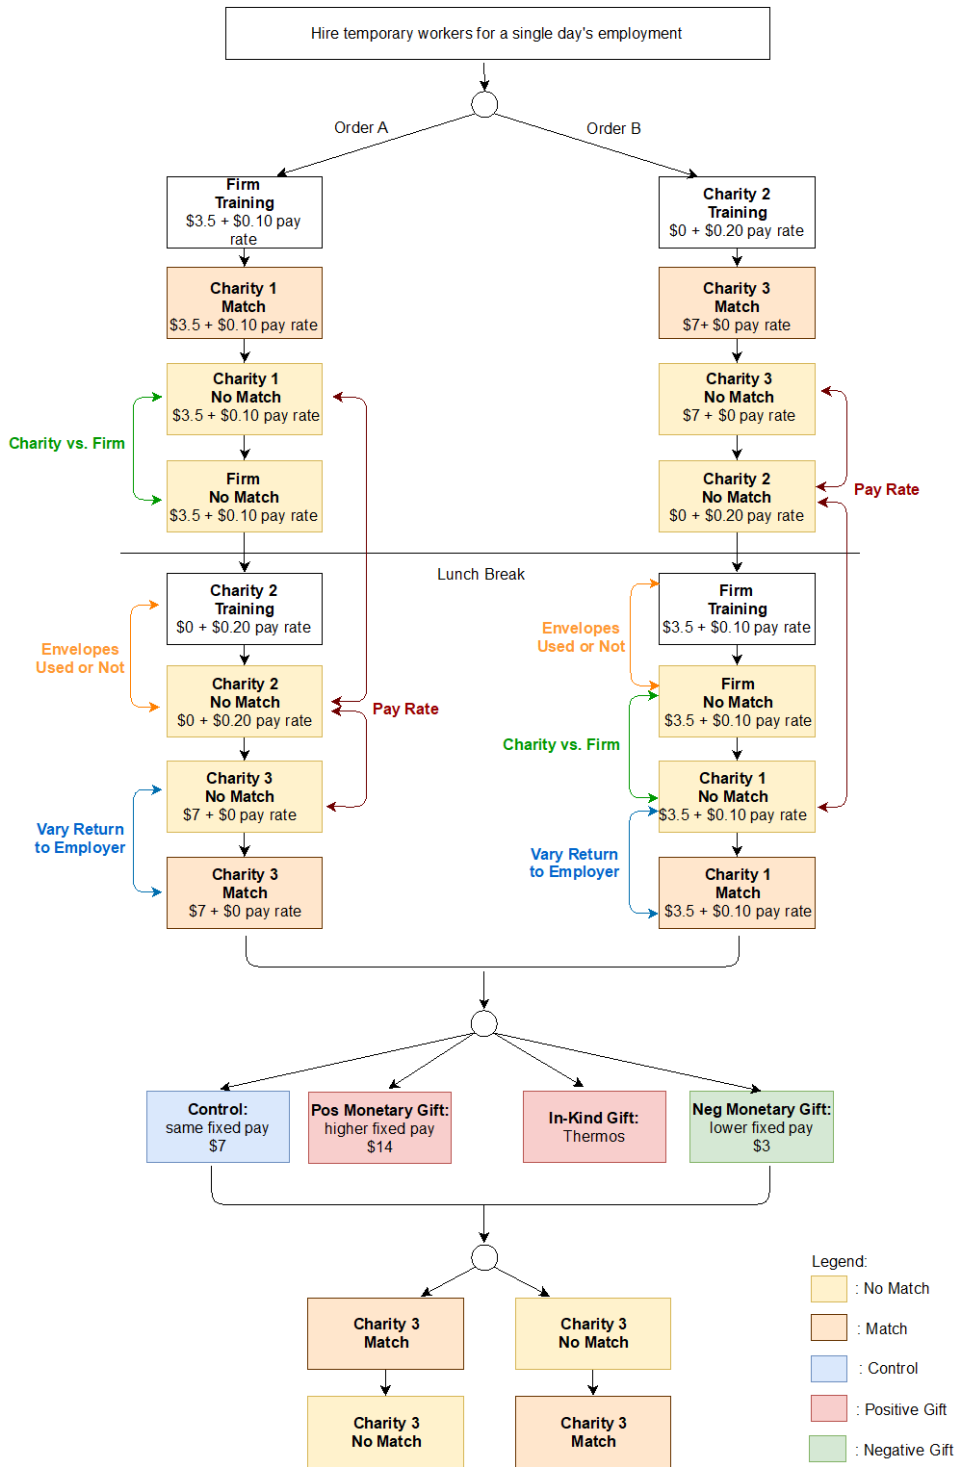 Hire temporary workers for a single day's employment
Order A
Order B
Firm
Training
$3.5 + $0.10 pay
rate
Charity 2
Training
$0 + $0.20 pay rate
Charity 1
Match
$3.5 + $0.10 pay rate
Charity 3
Match
$7+ $0 pay rate
Charity 1
No Match
$3.5 + $0.10 pay rate
Charity 3
No Match
$7 + $0 pay rate
Charity vs. Firm
Firm
No Match
$3.5 + $0.10 pay rate
Charity 2
No Match
$0 + $0.20 pay rate
Pay Rate
Lunch Break
Charity 2
Training
$0 + $0.20 pay rate
Firm
Training
$3.5 + $0.10 pay rate
Envelopes
Used or Not
Envelopes
Used or Not
Charity 2
No Match
$0 + $0.20 pay rate
Pay Rate
Firm
No Match
$3.5 + $0.10 pay rate
Charity vs. Firm
Charity 3
No Match
$7 + $0 pay rate
Charity 1
No Match
$3.5 + $0.10 pay rate
Vary Return
to Employer
Vary Return
to Employer
Charity 3
Match
$7 + $0 pay rate
Charity 1
Match
$3.5 + $0.10 pay rate
Control:
same fixed pay
$7
Pos Monetary Gift:
higher fixed pay
$14
In-Kind Gift:
Thermos
Neg Monetary Gift:
lower fixed pay
$3
Charity 3
Match
Charity 3
No Match
Charity 3
No Match
Charity 3
Match
Legend:
: No Match
: Match
: Control
: Positive Gift
: Negative Gift